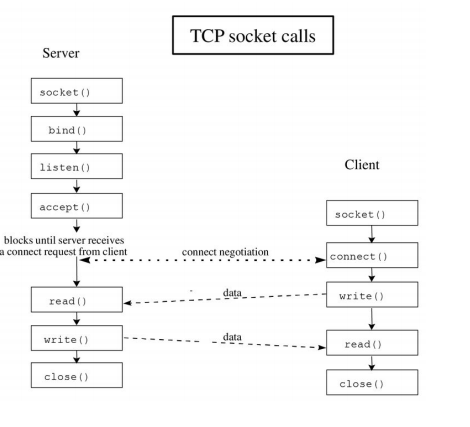 TCP socket calls
Server
socket()
bind()
listen()
accept()
blocks until server receives
a connect request from client
read()
write()
close()
connect negotiation
data
data
Client
socket()
connect()
write()
read()
close()